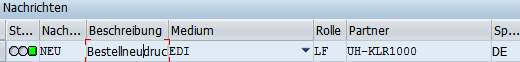 Nachrichten
St... Nach... Beschreibung Medium Rolle Partner Sp...
NEU Bestellneudruc EDI LF UH-KLR1000 DE